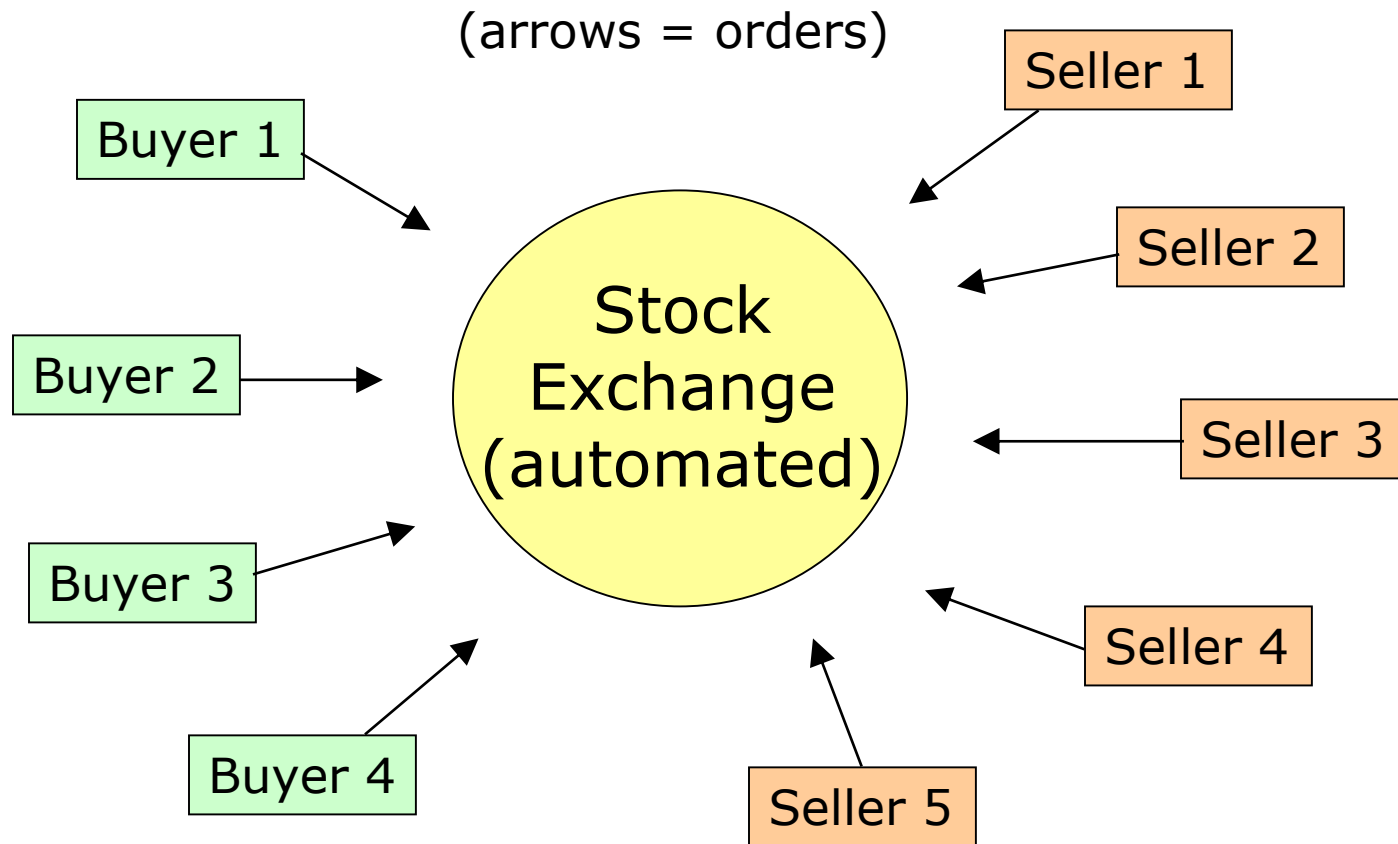 (arrows = orders)
Seller 1
Buyer 1
Seller 2
Stock
Exchange
(automated)
Buyer 2
Seller 3
Buyer 3
Seller 4
Buyer 4
Seller 5